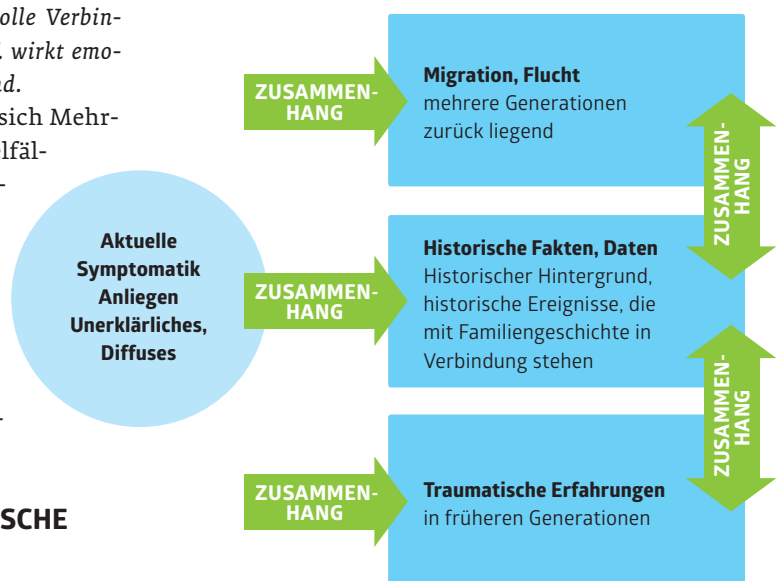 olle Verbin-
wirkt emo-
nd.
sich Mehr-
elfäl-
-
Aktuelle
Symptomatik
Anliegen
Unerklärliches,
Diffuses
-
SCHE
ZUSAMMEN-
HANG
Migration, Flucht
mehrere Generationen
zurück liegend
ZUSAMMEN-
HANG
ZUSAMMEN-
HANG
Historische Fakten, Daten
Historischer Hintergrund,
historische Ereignisse, die
mit Familiengeschichte in
Verbindung stehen
ZUSAMMEN-
HANG
ZUSAMMEN-
HANG
Traumatische Erfahrungen
in früheren Generationen